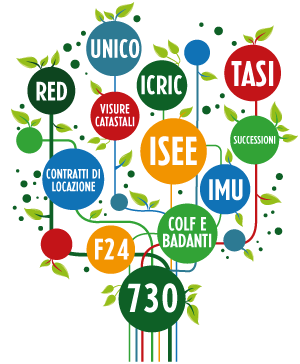 UNICO
RED
ICRIC
TASI
VISURE
CATASTALI
ISEE
SUCCESSIONI
CONTRATTI DI
LOCAZIONE
IMU
COLF E
BADANTI
F24
730